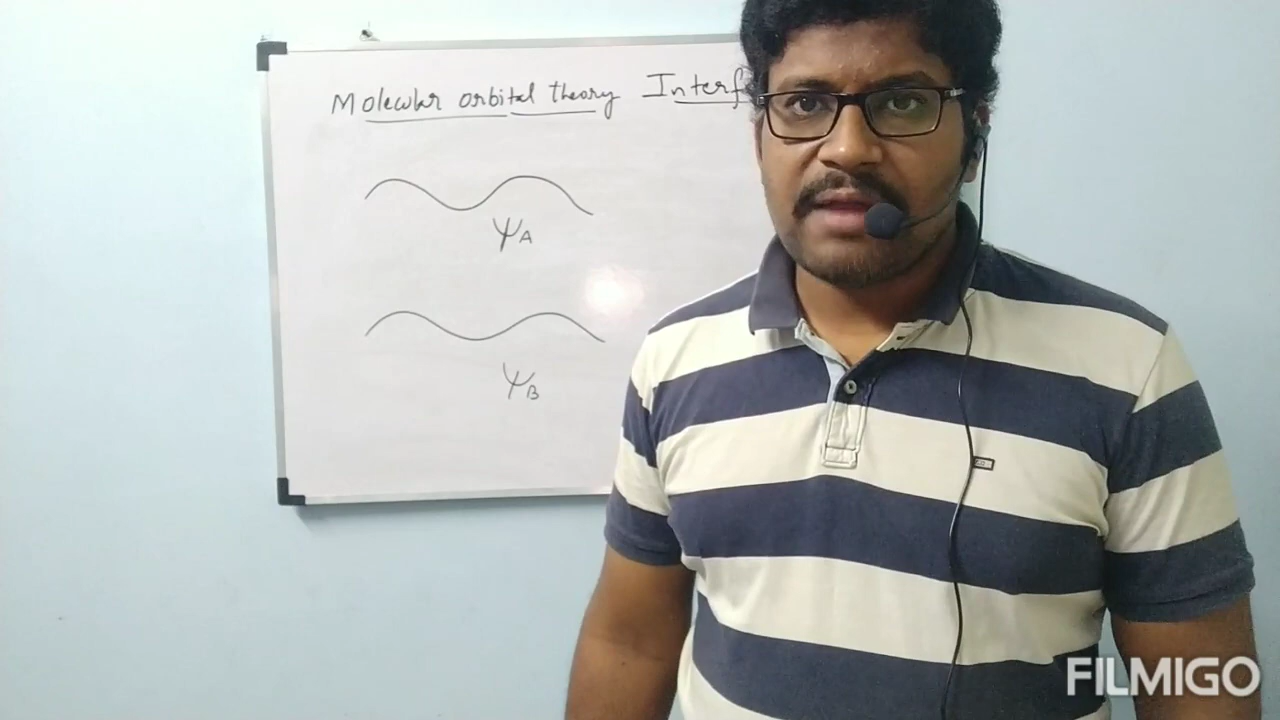 Molecular orbital theory Interf
ψA
ψB
FILMIGO